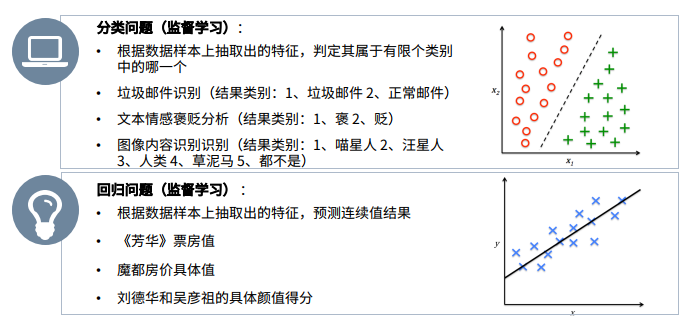 分类问题（监督学习）：
• 根据数据样本上抽取出的特征，判定其属于有限个类别
中的哪一个
• 垃圾邮件识别（结果类别：1、垃圾邮件 2、正常邮件）
• 文本情感褒贬分析（结果类别：1、褒 2、贬）
• 图像内容识别识别（结果类别：1、喵星人 2、汪星人
3、人类 4、草泥马 5、都不是）
x2
x1
回归问题（监督学习）：
• 根据数据样本上抽取出的特征，预测连续值结果
• 《芳华》票房值
• 魔都房价具体值
• 刘德华和吴彦祖的具体颜值得分
y
x